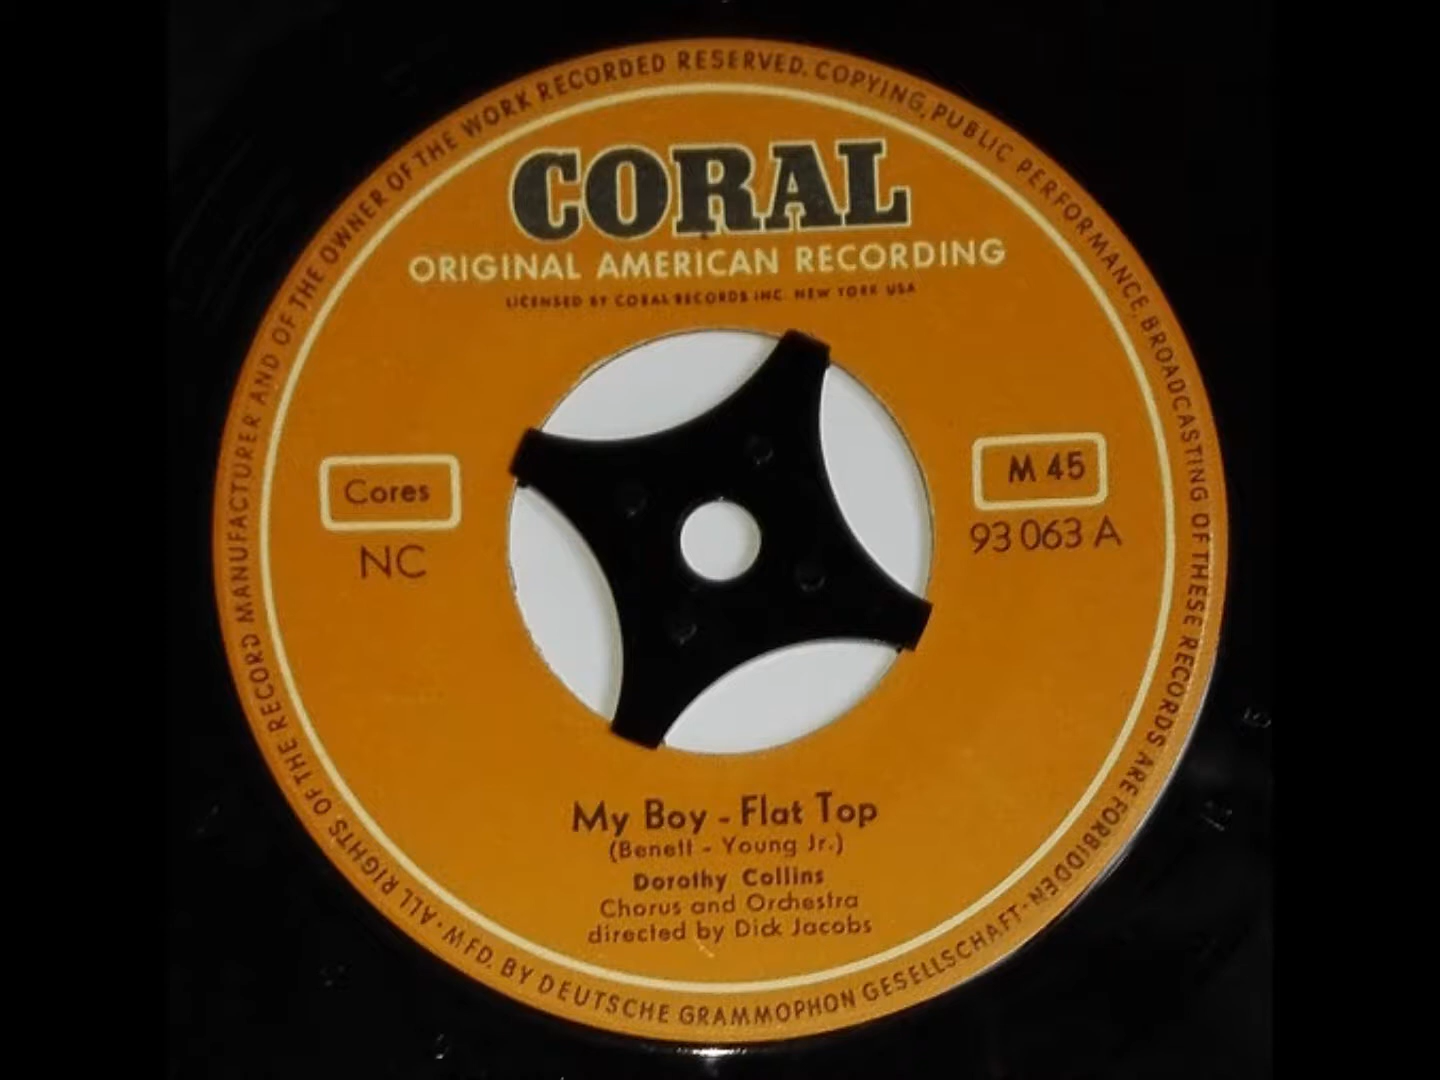 CORAL
ORIGINAL AMERICAN RECORDING
LICENSED BY CORAL RECORDS INC. NEW YORK USA
Cores
NC
M 45
93 063 A
My Boy - Flat Top
(Benett - Young Jr.)
Dorothy Collins
Chorus and Orchestra
directed by Dick Jacobs
MFD. BY DEUTSCHE GRAMMOPHON GESELLSCHAFT · ALL RIGHTS OF THE RECORD MANUFACTURER AND OF THE OWNER OF THE WORK RECORDED RESERVED. COPYING, PUBLIC PERFORMANCE, BROADCASTING OF THESE RECORDS ARE FORBIDDEN ·